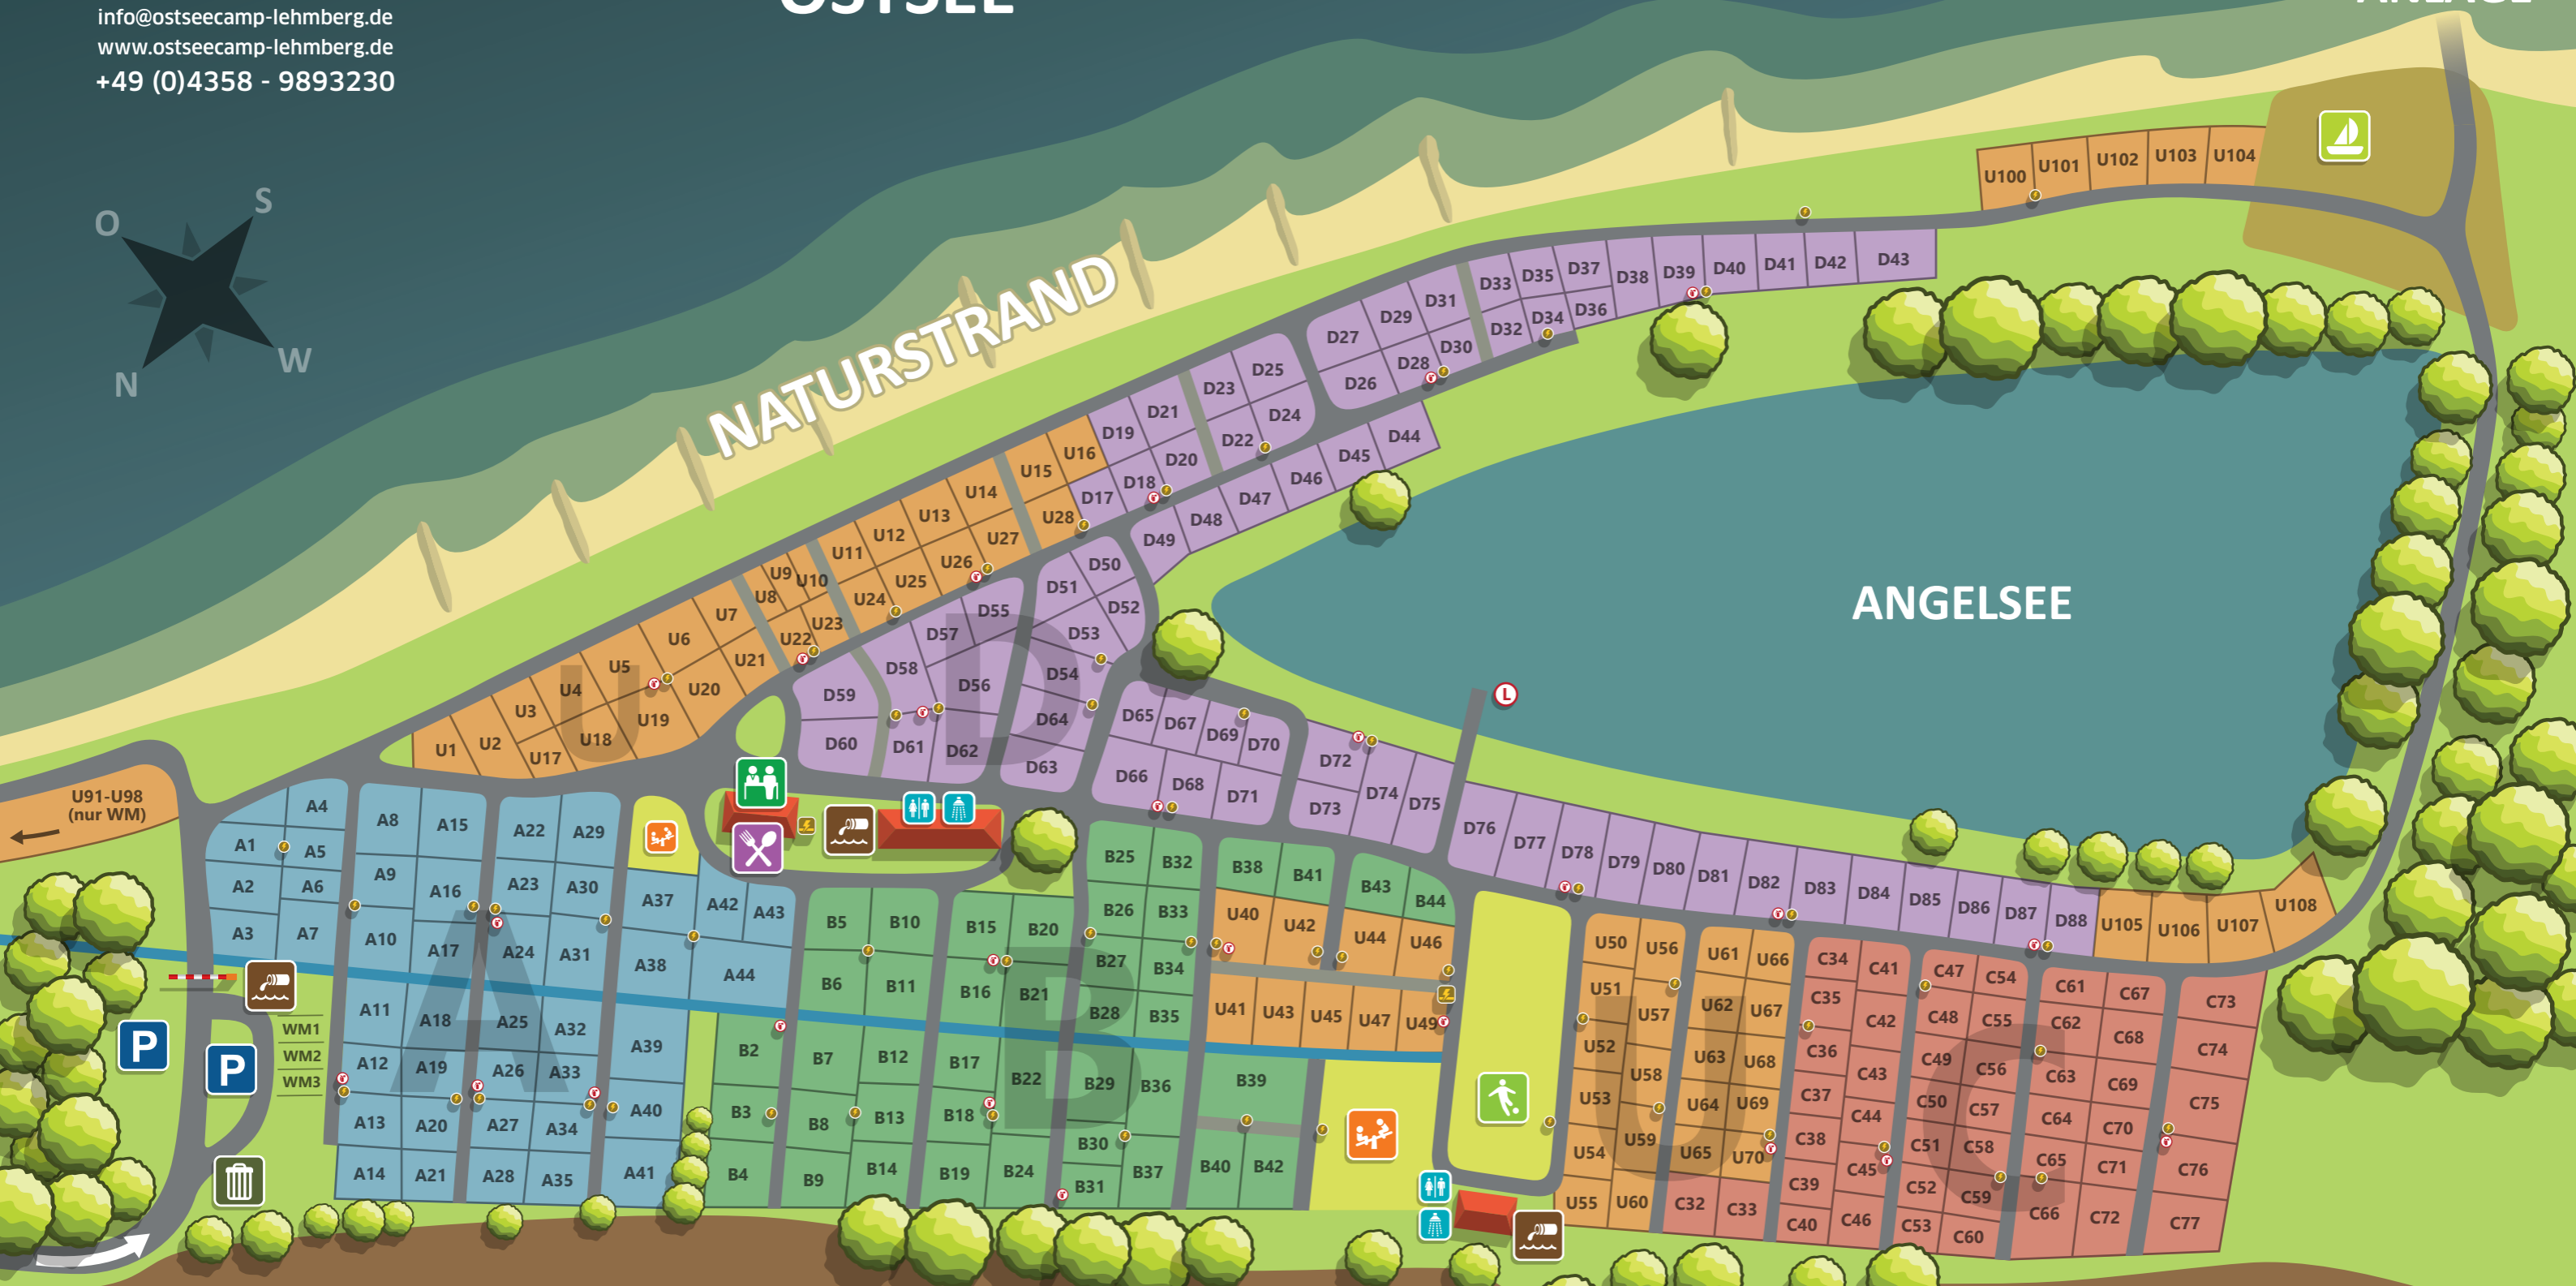 info@ostseecamp-lehmberg.de
www.ostseecamp-lehmberg.de
+49 (0)4358 - 9893230
OSTSEE
ANLAGE
O
S
N
W
NATURSTRAND
ANGELSEE
U100
U101
U102
U103
U104
D33
D35
D37
D38
D39
D40
D41
D42
D43
D32
D34
D36
D27
D29
D31
D26
D28
D30
D23
D25
D22
D24
D19
D21
D17
D18
D20
D44
D45
D46
D47
D48
D49
U15
U16
U28
U11
U12
U13
U14
U24
U25
U26
U27
U8
U9
U10
U22
U23
U1
U2
U3
U4
U5
U6
U7
U17
U18
U19
U20
U21
U
D50
D51
D52
D53
D54
D64
D63
D55
D57
D58
D56
D59
D60
D61
D62
D
D65
D67
D69
D70
D66
D68
D71
D72
D73
D74
D75
L
D76
D77
D78
D79
D80
D81
D82
D83
D84
D85
D86
D87
D88
U105
U106
U107
U108
U91-U98
(nur WM)
A4
A1
A5
A2
A6
A3
A7
A8
A15
A9
A16
A10
A17
A11
A18
A12
A19
A13
A20
A14
A21
A22
A29
A23
A30
A24
A31
A25
A32
A26
A33
A27
A34
A28
A35
A
A37
A42
A43
A38
A44
A39
A40
A41
P
P
WM1
WM2
WM3
B2
B3
B4
B5
B10
B6
B11
B7
B12
B8
B13
B9
B14
B15
B20
B16
B21
B17
B22
B18
B19
B24
B25
B32
B26
B33
B27
B34
B28
B35
B29
B36
B30
B31
B37
B
B38
B41
B43
B44
U40
U42
U44
U46
U41
U43
U45
U47
U49
B39
B40
B42
U50
U56
U51
U57
U52
U58
U53
U59
U54
U55
U60
U61
U66
U62
U67
U63
U68
U64
U69
U65
U70
U
C32
C33
C34
C41
C35
C42
C36
C43
C37
C44
C38
C45
C39
C46
C40
C47
C54
C48
C55
C49
C56
C50
C57
C51
C58
C52
C59
C53
C60
C
C61
C67
C62
C68
C63
C69
C64
C70
C65
C71
C66
C72
C73
C74
C75
C76
C77